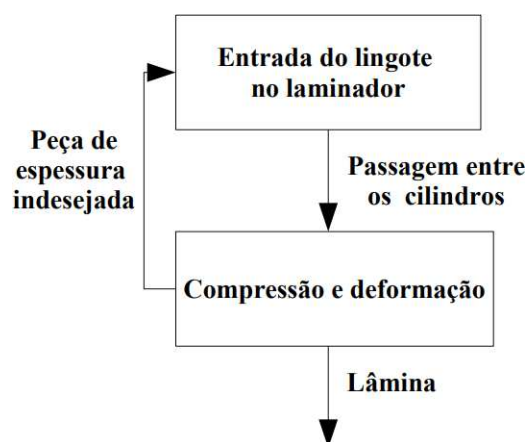 Entrada do lingote
no laminador
Peça de
espessura
indesejada
Passagem entre
os cilindros
Compressão e deformação
Lâmina